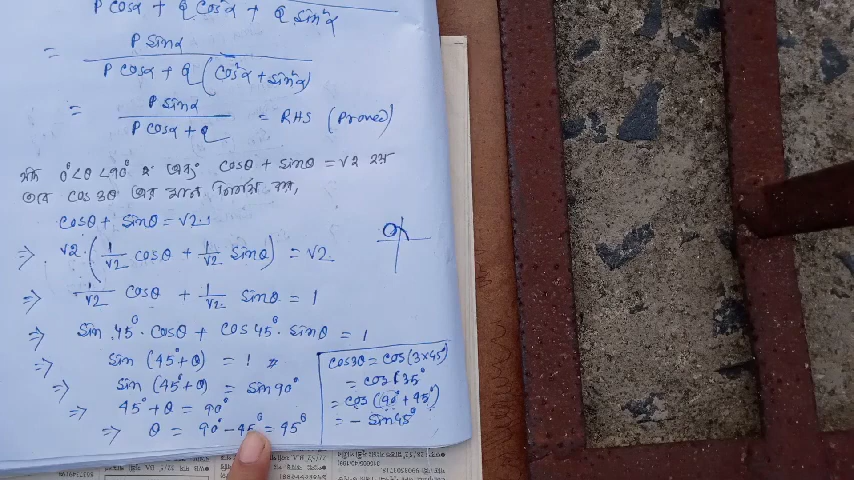 P cosα + Q cos²α + Q sin²α
= P sinα / P cosα + Q (cos²α + sin²α)
= P sinα / P cosα + Q = RHS (Proved)
যদি 0°<θ<90° হয় এবং cosθ + sinθ = √2 হয়
তবে cos 3θ এর মান নির্ণয় কর,
cosθ + sinθ = √2
⇒ √2 (1/√2 cosθ + 1/√2 sinθ) = √2
⇒ 1/√2 cosθ + 1/√2 sinθ = 1
⇒ sin 45° · cosθ + cos 45° · sinθ = 1
⇒ sin (45° + θ) = 1
⇒ sin (45° + θ) = sin 90°
⇒ 45° + θ = 90°
⇒ θ = 90° - 45° = 45°
cos3θ = cos (3×45°)
= cos 135°
= cos (90° + 45°)
= - sin 45°